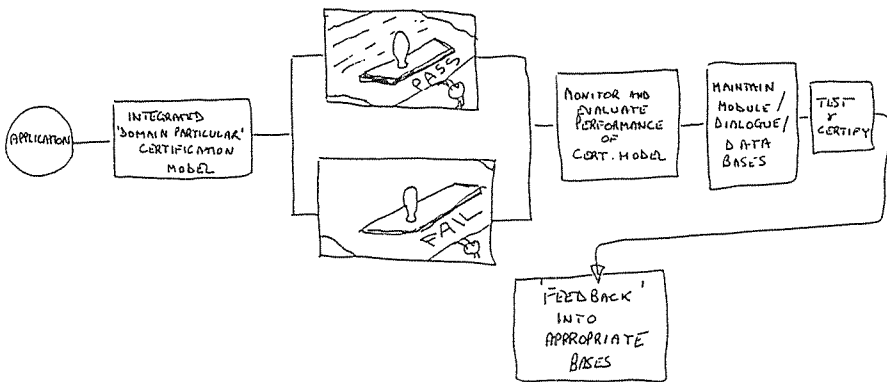 APPLICATION
INTEGRATED
'DOMAIN PARTICULAR'
CERTIFICATION
MODEL
PASS
FAIL
MONITOR AND
EVALUATE
PERFORMANCE
OF
CERT. MODEL
MAINTAIN
MODULE/
DIALOGUE/
DATA
BASES
TEST
&
CERTIFY
'FEEDBACK'
INTO
APPROPRIATE
BASES